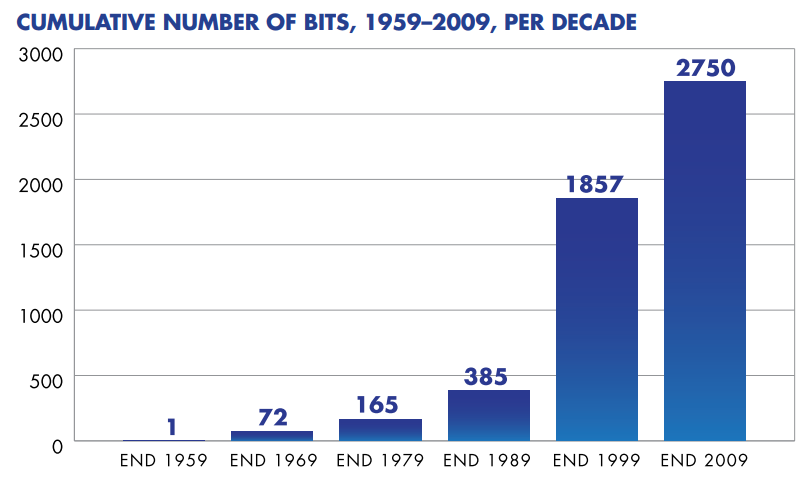 CUMULATIVE NUMBER OF BITS, 1959–2009, PER DECADE
3000
2500
2000
1500
1000
500
0
1
72
165
385
1857
2750
END 1959
END 1969
END 1979
END 1989
END 1999
END 2009